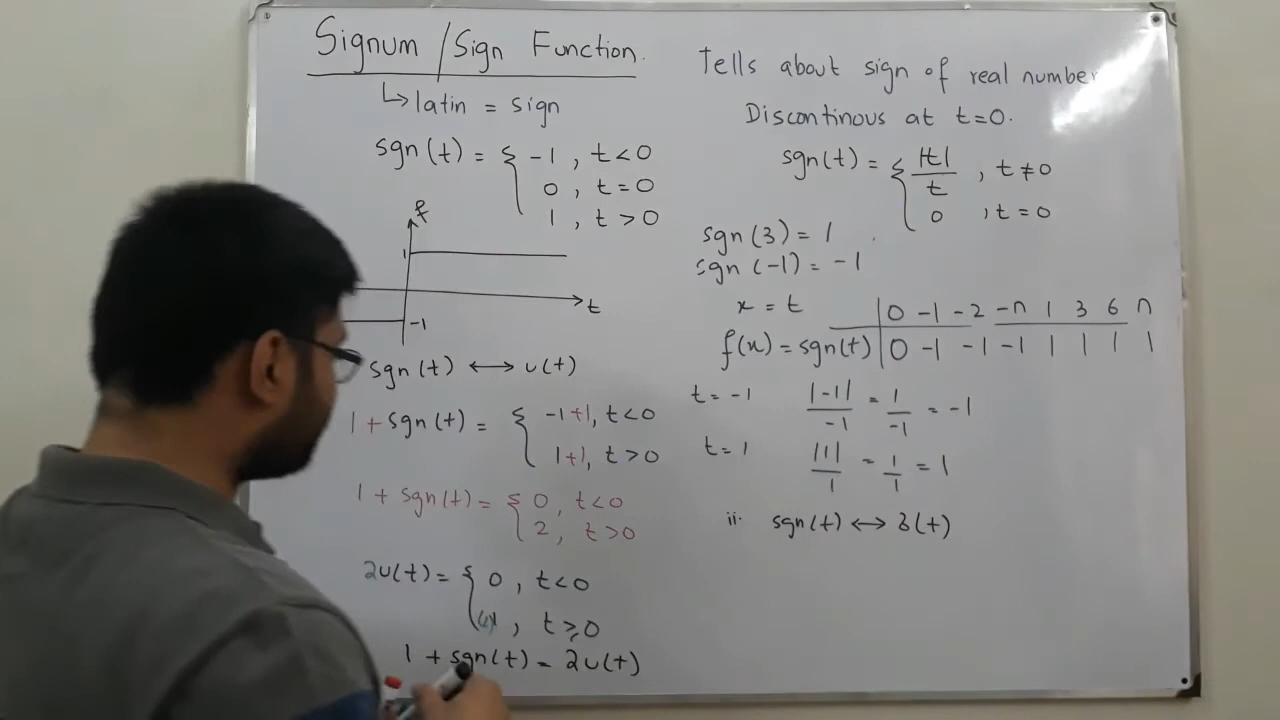 Signum / Sign Function.
↳ latin = sign
sgn(t) = { -1 , t<0
0 , t=0
1 , t>0
f
1
t
-1
sgn(t) ⟷ u(t)
1 + sgn(t) = { -1+1, t<0
1+1, t>0
1 + sgn(t) = { 0, t<0
2, t>0
2u(t) = { 0, t<0
, t≥0
1 + sgn(t) = 2u(t)
Tells about sign of real number
Discontinous at t=0.
sgn(t) = { |t|/t , t≠0
0 , t=0
sgn(3) = 1
sgn(-1) = -1
x = t | 0 -1 -2 -n 1 3 6 n
f(x) = sgn(t) | 0 -1 -1 -1 1 1 1 1
t = -1 |-1|/-1 = 1/-1 = -1
t = 1 |1|/1 = 1/1 = 1
ii. sgn(t) ⟷ δ(t)